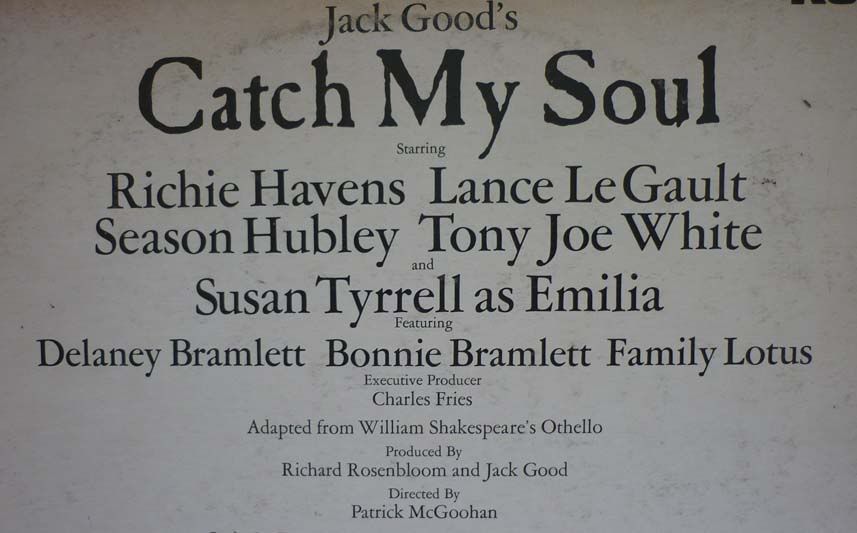 Jack Good's
Catch My Soul
Starring
Richie Havens Lance LeGault
Season Hubley Tony Joe White
and
Susan Tyrrell as Emilia
Featuring
Delaney Bramlett Bonnie Bramlett Family Lotus
Executive Producer
Charles Fries
Adapted from William Shakespeare's Othello
Produced By
Richard Rosenbloom and Jack Good
Directed By
Patrick McGoohan